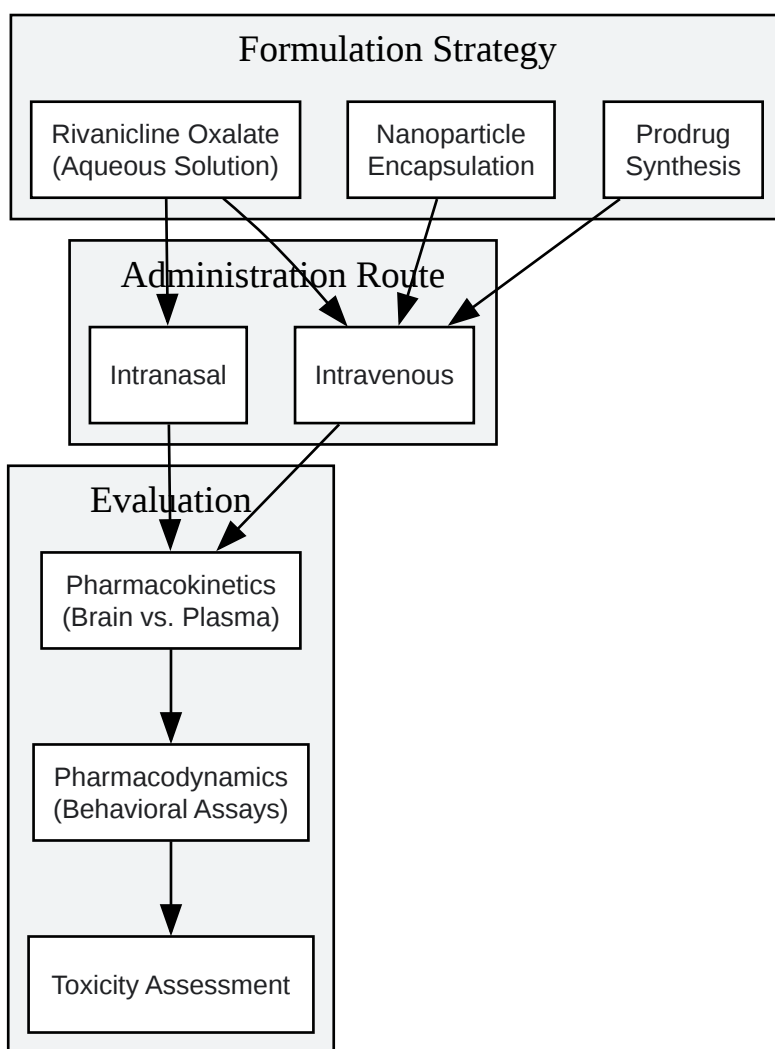 Formulation Strategy
Rivanicline Oxalate
(Aqueous Solution)
Nanoparticle
Encapsulation
Prodrug
Synthesis
Administration Route
Intranasal
Intravenous
Evaluation
Pharmacokinetics
(Brain vs. Plasma)
Pharmacodynamics
(Behavioral Assays)
Toxicity Assessment